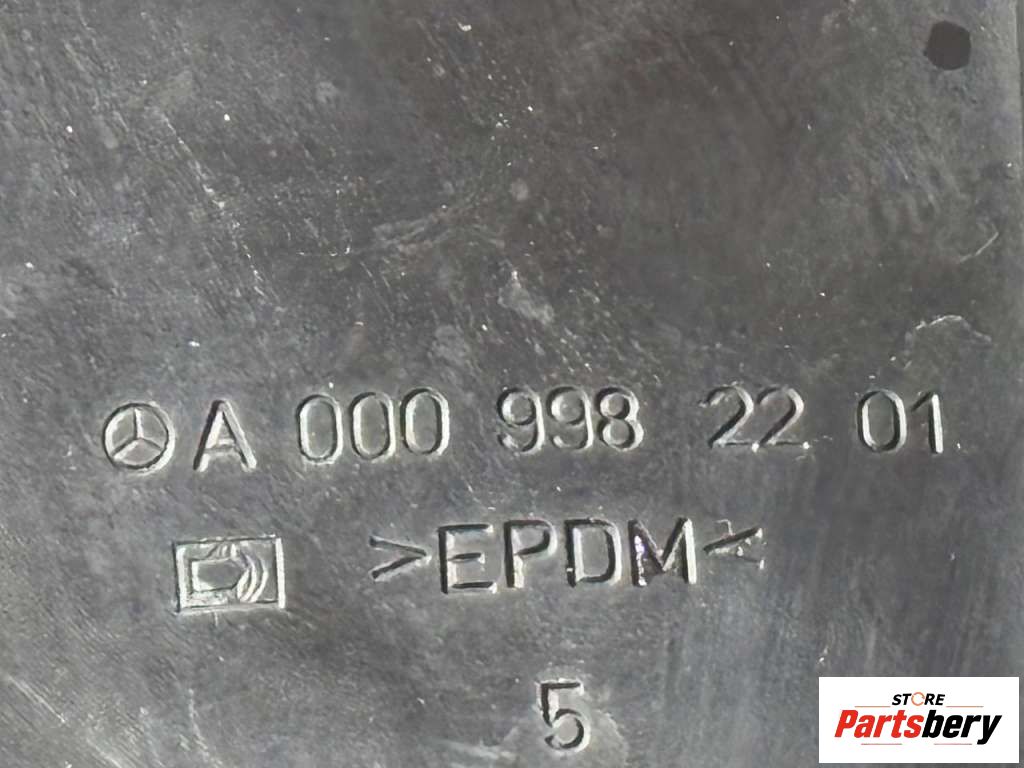 A 000 998 22 01
>EPDM<
5
STORE
Partsbery